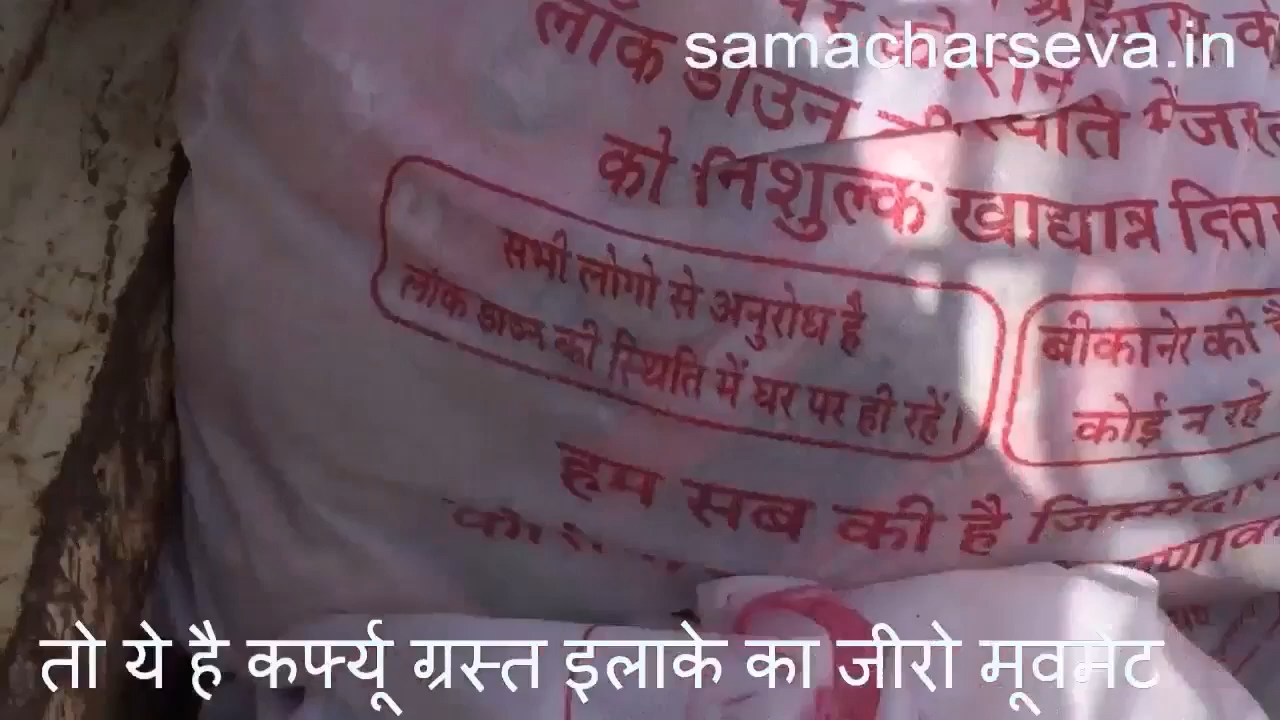 samacharseva.in
लॉक डाउन की स्थिति में
को निशुल्क खाद्यान्न
सभी लोगो से अनुरोध है
लॉक डाउन की स्थिति में घर पर ही रहें।
बीकानेर की
कोई न रहे
हम सब की है
तो ये है कर्फ्यू ग्रस्त इलाके का जीरो मूवमेंट